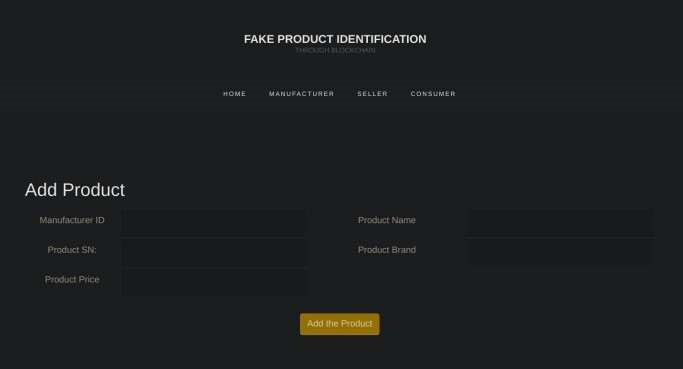 FAKE PRODUCT IDENTIFICATION
THROUGH BLOCKCHAIN
HOME MANUFACTURER SELLER CONSUMER
Add Product
Manufacturer ID Product Name
Product SN: Product Brand
Product Price
Add the Product